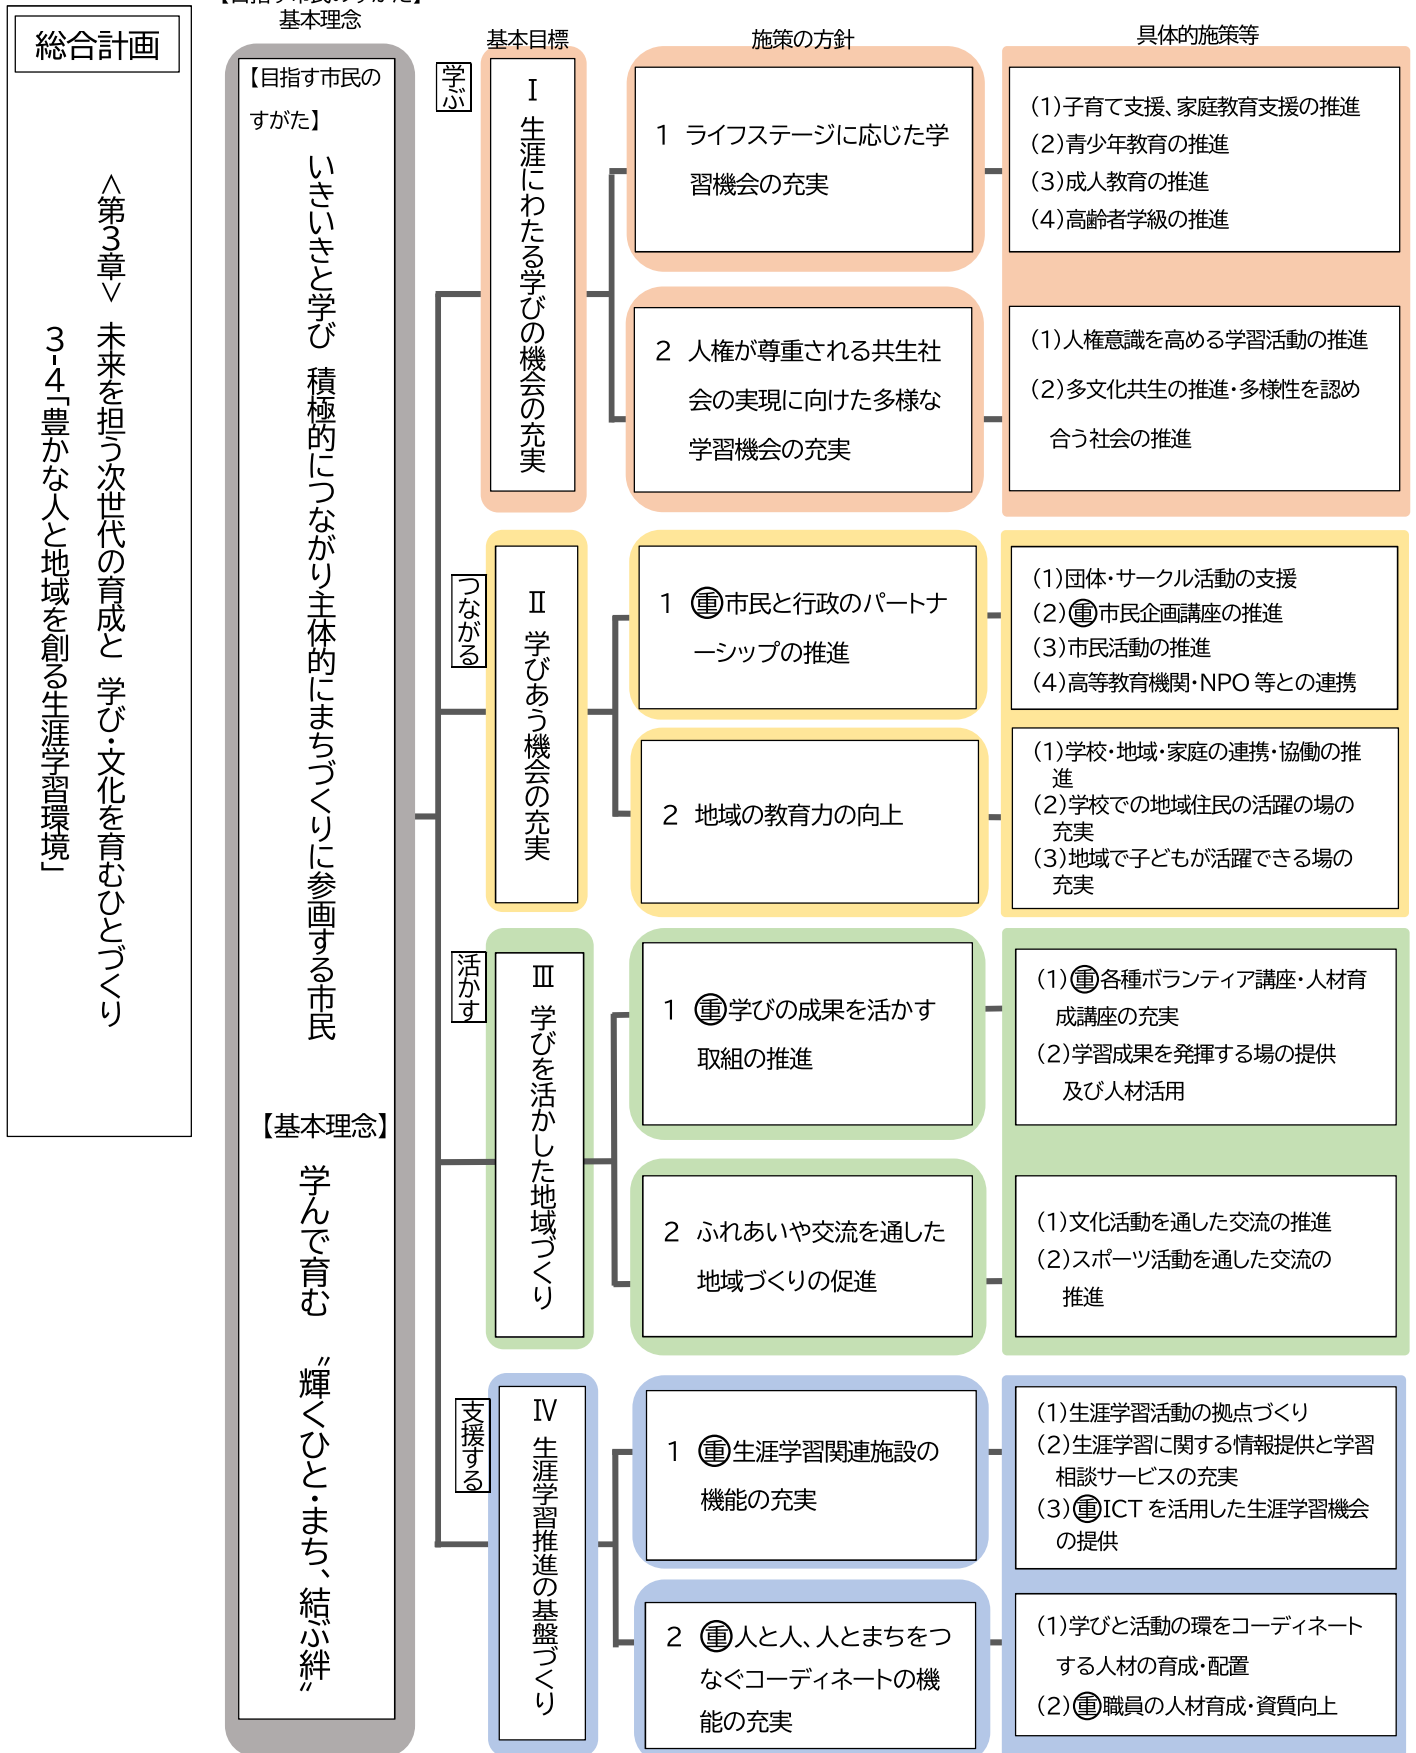 総合計画
<第3章> 未来を担う次世代の育成と 学び・文化を育むひとづくり
3-4「豊かな人と地域を創る生涯学習環境」
【目指す市民のすがた】
基本理念
【目指す市民の
すがた】
いきいきと学び 積極的につながり主体的にまちづくりに参画する市民
【基本理念】
学んで育む 〝輝くひと・まち、結ぶ絆〟
基本目標
施策の方針
具体的施策等
学ぶ
Ⅰ 生涯にわたる学びの機会の充実
1 ライフステージに応じた学
習機会の充実
(1)子育て支援、家庭教育支援の推進
(2)青少年教育の推進
(3)成人教育の推進
(4)高齢者学級の推進
2 人権が尊重される共生社
会の実現に向けた多様な
学習機会の充実
(1)人権意識を高める学習活動の推進
(2)多文化共生の推進・多様性を認め
合う社会の推進
つながる
Ⅱ 学びあう機会の充実
1 ㊥市民と行政のパートナ
ーシップの推進
(1)団体・サークル活動の支援
(2)重市民企画講座の推進
(3)市民活動の推進
(4)高等教育機関・NPO 等との連携
2 地域の教育力の向上
(1)学校・地域・家庭の連携・協働の推
進
(2)学校での地域住民の活躍の場の
充実
(3)地域で子どもが活躍できる場の
充実
活かす
Ⅲ 学びを活かした地域づくり
1 重学びの成果を活かす
取組の推進
(1)重各種ボランティア講座・人材育
成講座の充実
(2)学習成果を発揮する場の提供
及び人材活用
2 ふれあいや交流を通した
地域づくりの促進
(1)文化活動を通した交流の推進
(2)スポーツ活動を通した交流の
推進
支援する
Ⅳ 生涯学習推進の基盤づくり
1 重生涯学習関連施設の
機能の充実
(1)生涯学習活動の拠点づくり
(2)生涯学習に関する情報提供と学習
相談サービスの充実
(3)重ICT を活用した生涯学習機会
の提供
2 重人と人、人とまちをつ
なぐコーディネートの機
能の充実
(1)学びと活動の環をコーディネート
する人材の育成・配置
(2)重職員の人材育成・資質向上